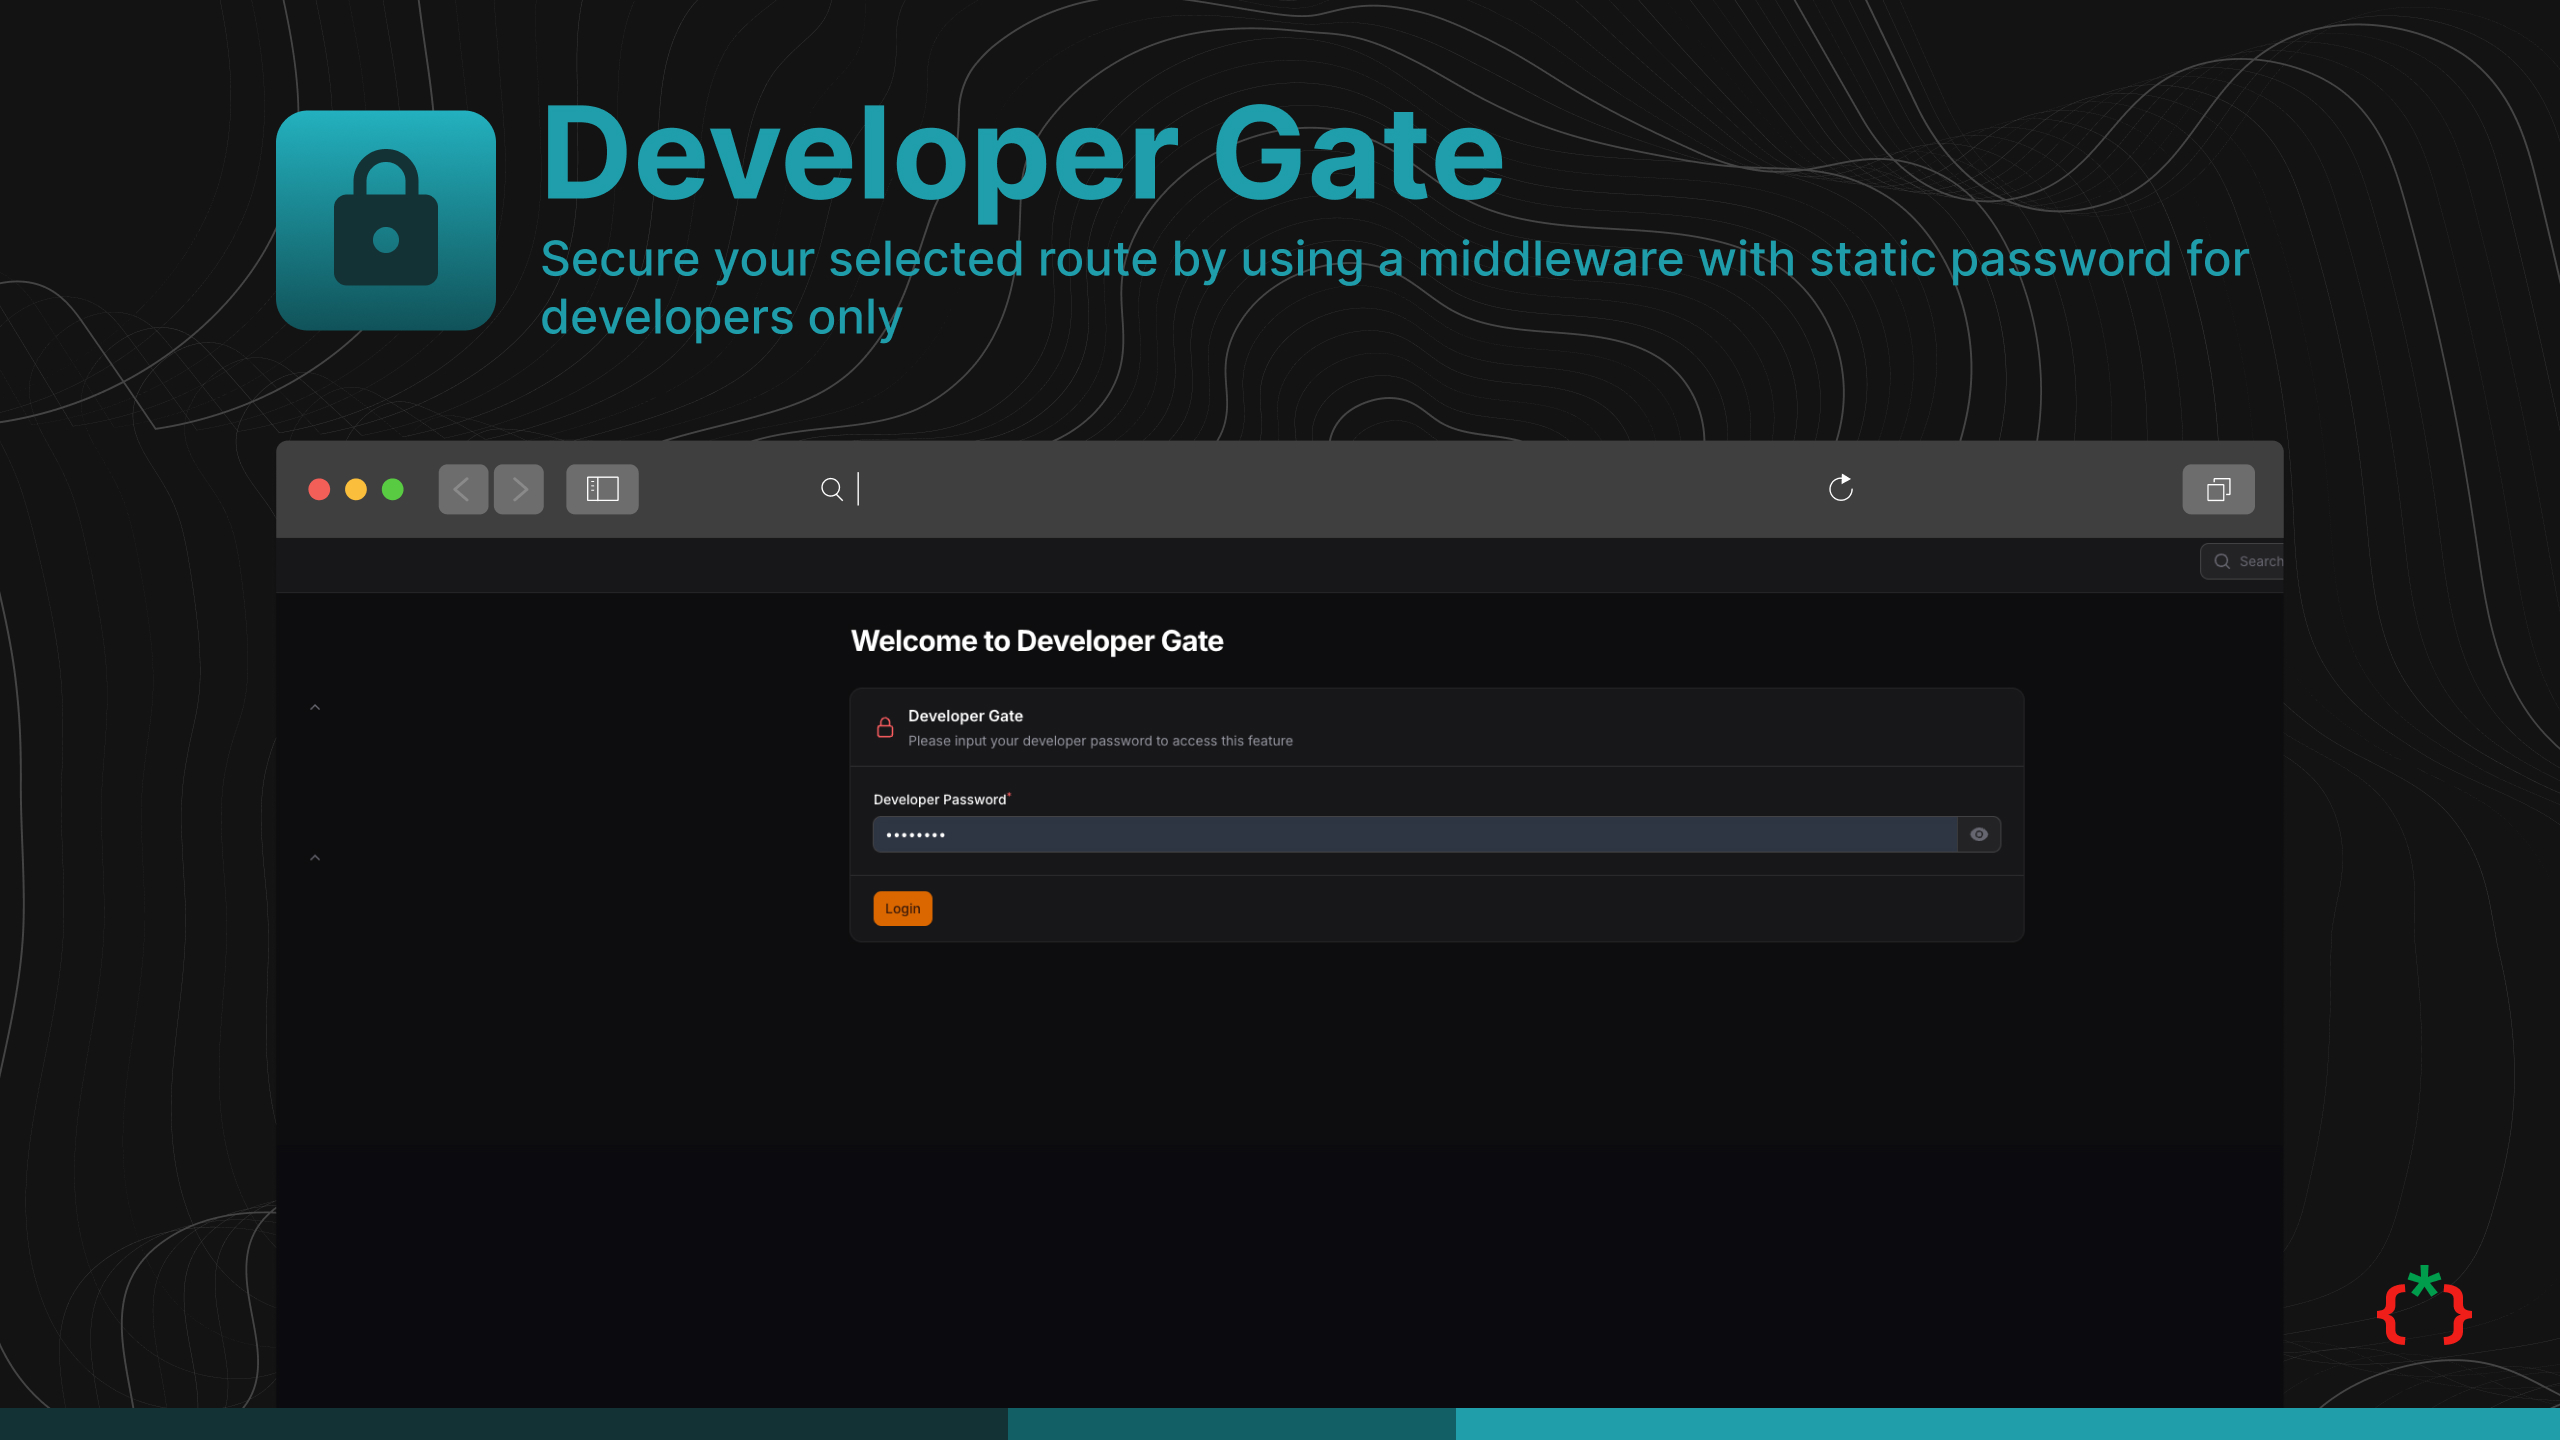 Developer Gate
Secure your selected route by using a middleware with static password for
developers only
Search
Welcome to Developer Gate
Developer Gate
Please input your developer password to access this feature
Developer Password*
••••••••
Login
{*}